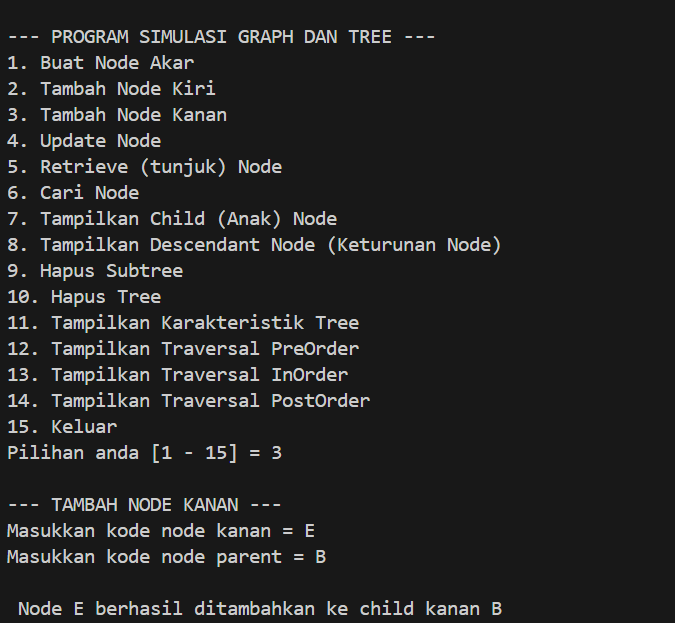 --- PROGRAM SIMULASI GRAPH DAN TREE ---
1. Buat Node Akar
2. Tambah Node Kiri
3. Tambah Node Kanan
4. Update Node
5. Retrieve (tunjuk) Node
6. Cari Node
7. Tampilkan Child (Anak) Node
8. Tampilkan Descendant Node (Keturunan Node)
9. Hapus Subtree
10. Hapus Tree
11. Tampilkan Karakteristik Tree
12. Tampilkan Traversal PreOrder
13. Tampilkan Traversal InOrder
14. Tampilkan Traversal PostOrder
15. Keluar
Pilihan anda [1 - 15] = 3
--- TAMBAH NODE KANAN ---
Masukkan kode node kanan = E
Masukkan kode node parent = B
Node E berhasil ditambahkan ke child kanan B